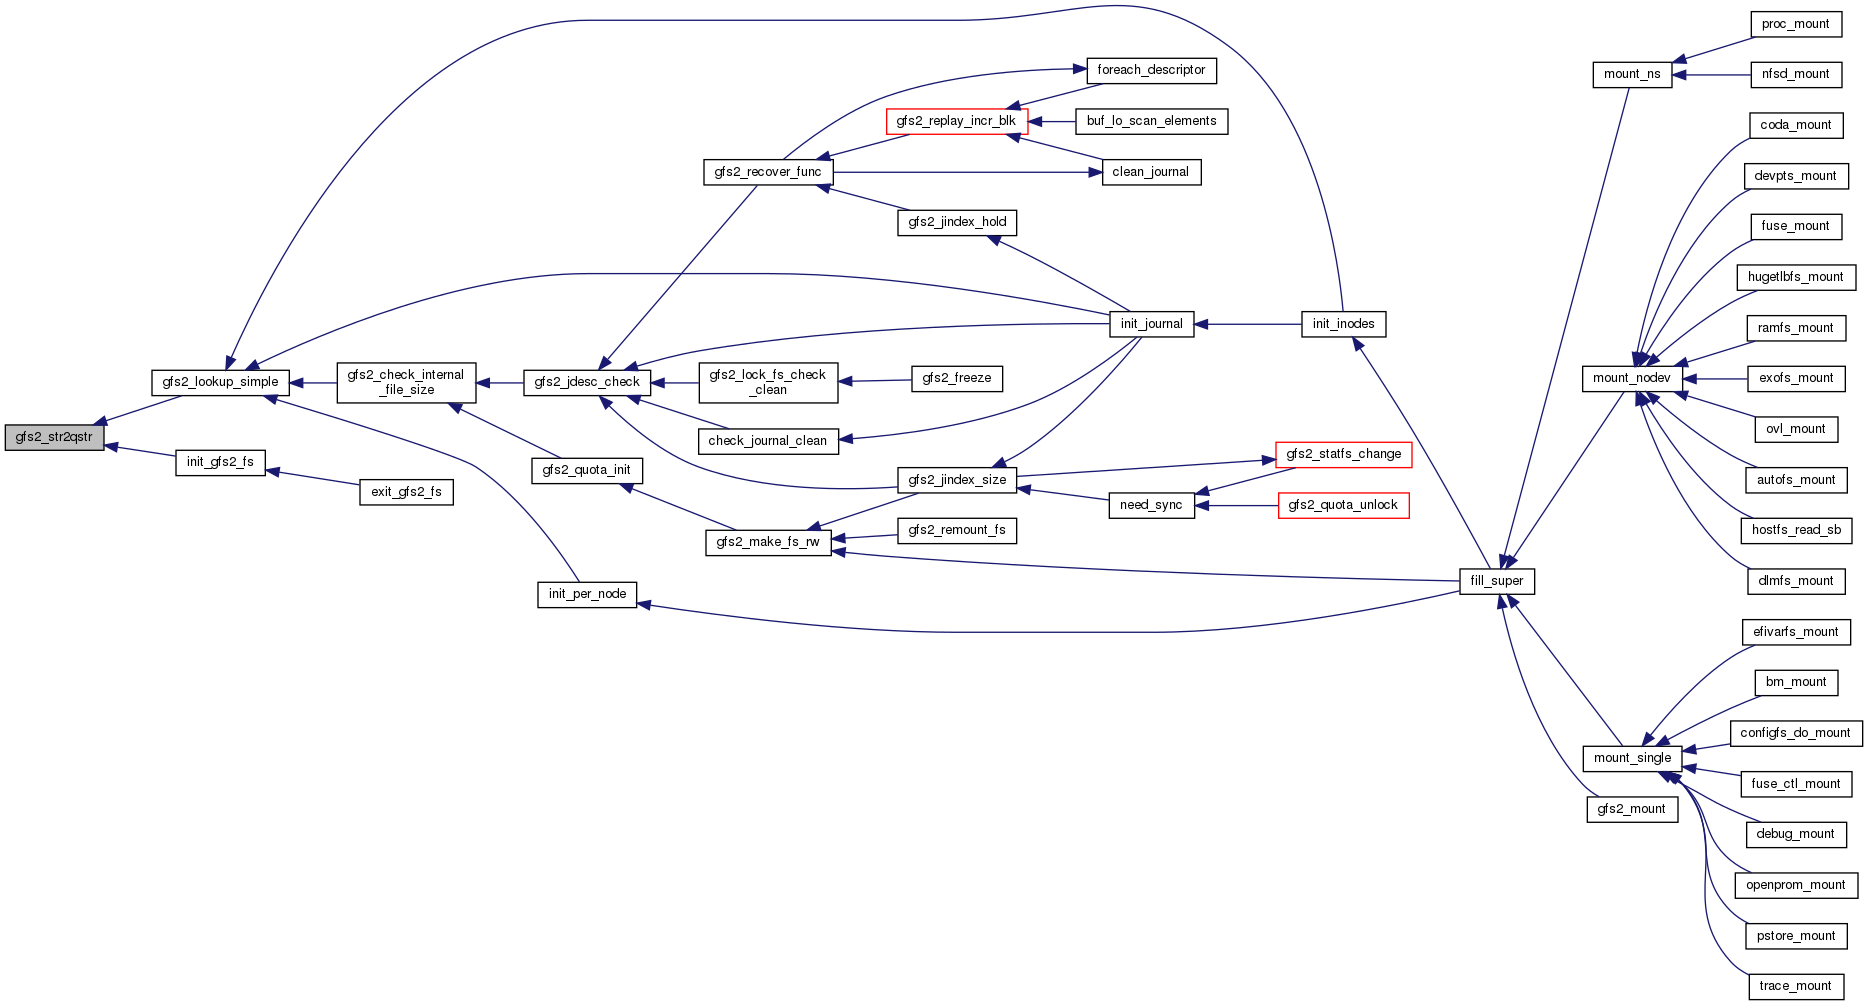 proc_mount
mount_ns
nfsd_mount
foreach_descriptor
gfs2_replay_incr_blk
buf_lo_scan_elements
coda_mount
gfs2_recover_func
clean_journal
devpts_mount
gfs2_jindex_hold
fuse_mount
hugetlbfs_mount
init_journal
init_inodes
ramfs_mount
gfs2_lookup_simple
gfs2_check_internal
_file_size
gfs2_jdesc_check
gfs2_lock_fs_check
_clean
gfs2_freeze
mount_nodev
exofs_mount
gfs2_str2qstr
check_journal_clean
ovl_mount
init_gfs2_fs
gfs2_quota_init
gfs2_statfs_change
exit_gfs2_fs
gfs2_jindex_size
autofs_mount
need_sync
gfs2_quota_unlock
gfs2_make_fs_rw
gfs2_remount_fs
hostfs_read_sb
init_per_node
fill_super
dlmfs_mount
efivarfs_mount
bm_mount
configfs_do_mount
mount_single
fuse_ctl_mount
gfs2_mount
debug_mount
openprom_mount
pstore_mount
trace_mount